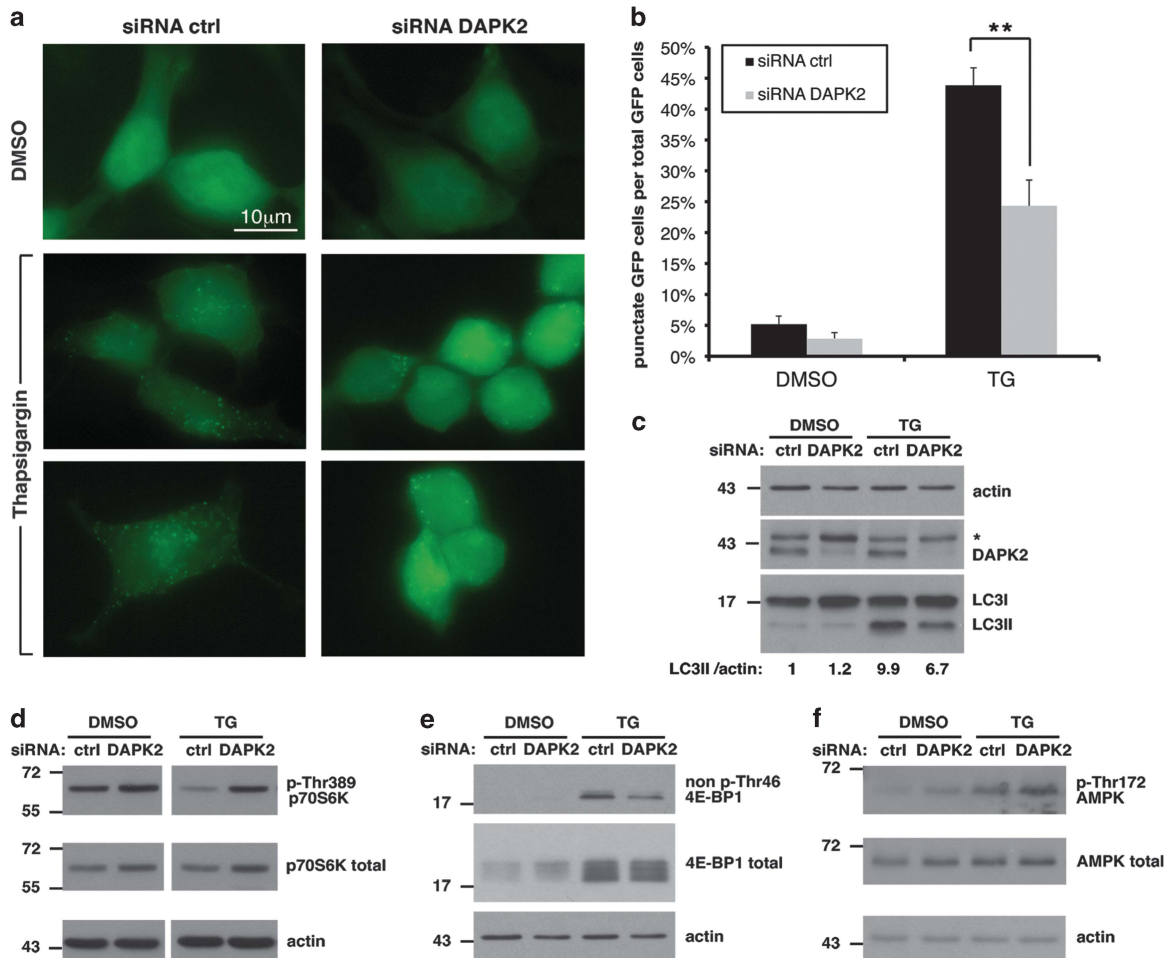 a
siRNA ctrl
siRNA DAPK2
DMSO
10μm
Thapsigargin
b
punctate GFP cells per total GFP cells
50%
45%
40%
35%
30%
25%
20%
15%
10%
5%
0%
siRNA ctrl
siRNA DAPK2
**
DMSO
TG
c
DMSO TG
siRNA: ctrl DAPK2 ctrl DAPK2
43 actin
*
43 DAPK2
17 LC3I
LC3II
LC3II /actin: 1 1.2 9.9 6.7
d
DMSO TG
siRNA: ctrl DAPK2 ctrl DAPK2
72
p-Thr389
p70S6K
55
72
p70S6K total
55
43 actin
e
DMSO TG
siRNA: ctrl DAPK2 ctrl DAPK2
non p-Thr46
17 4E-BP1
4E-BP1 total
17
43 actin
f
DMSO TG
siRNA: ctrl DAPK2 ctrl DAPK2
72
p-Thr172
AMPK
72
AMPK total
43 actin